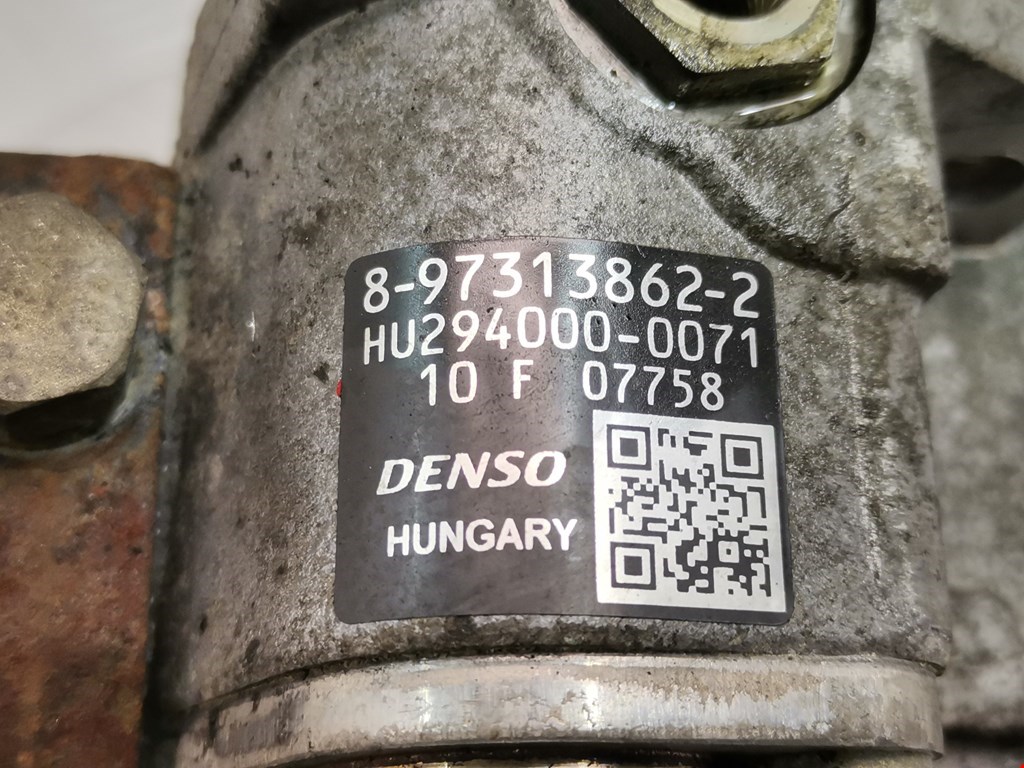 8-97313862-2
HU294000-0071
10 F 07758
DENSO
HUNGARY